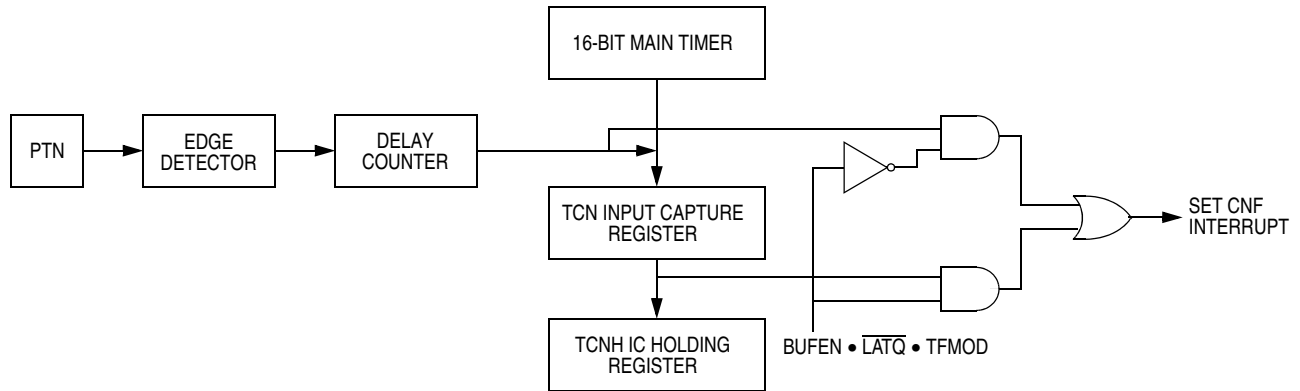 16-BIT MAIN TIMER
PTN
EDGE
DETECTOR
DELAY
COUNTER
TCN INPUT CAPTURE
REGISTER
SET CNF
INTERRUPT
TCNH IC HOLDING
REGISTER
BUFEN • L̅A̅T̅Q̅ • TFMOD